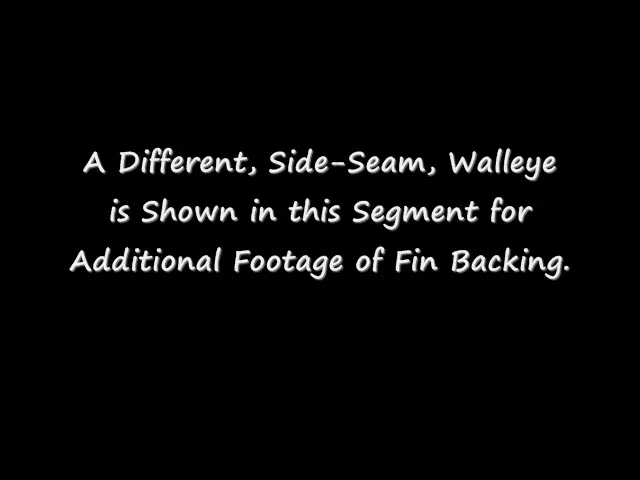 A Different, Side-Seam, Walleye
is Shown in this Segment for
Additional Footage of Fin Backing.